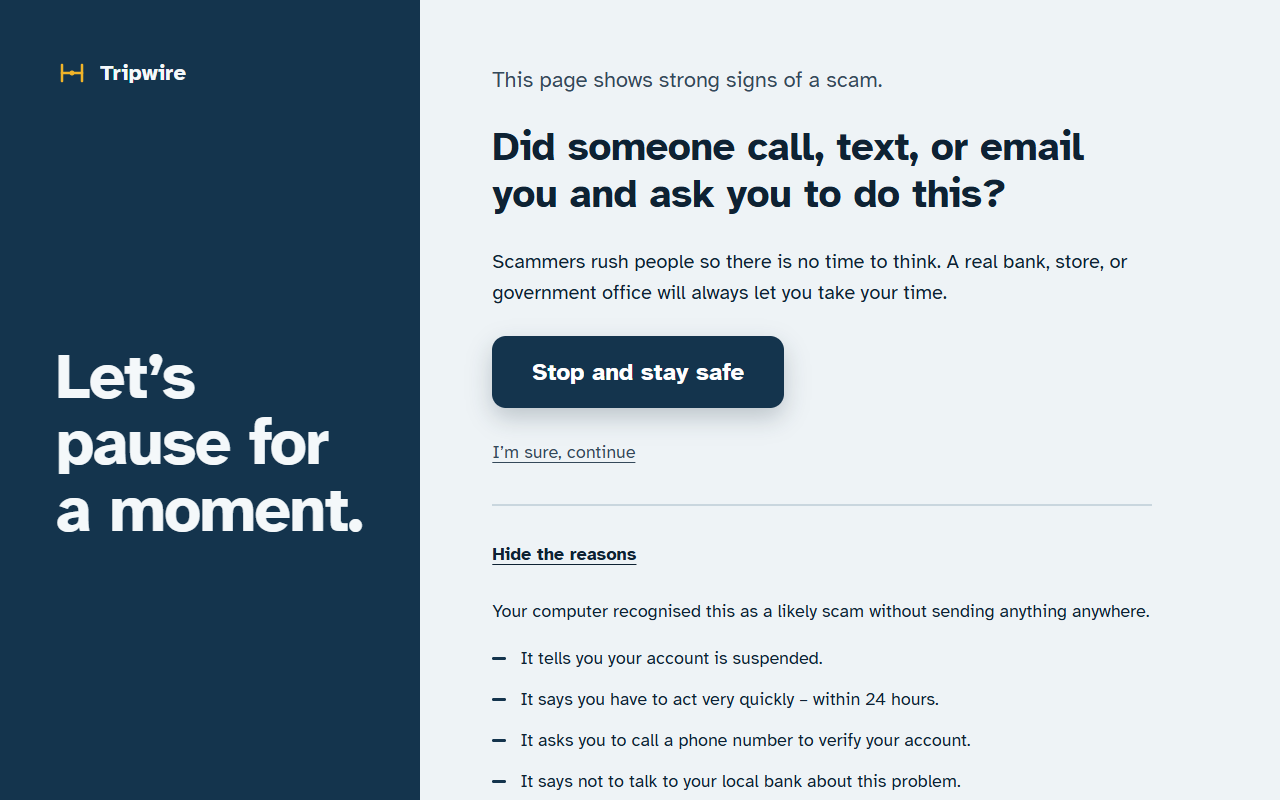 Tripwire
Let’s
pause for
a moment.
This page shows strong signs of a scam.
Did someone call, text, or email
you and ask you to do this?
Scammers rush people so there is no time to think. A real bank, store, or
government office will always let you take your time.
Stop and stay safe
I’m sure, continue
Hide the reasons
Your computer recognised this as a likely scam without sending anything anywhere.
It tells you your account is suspended.
It says you have to act very quickly – within 24 hours.
It asks you to call a phone number to verify your account.
It says not to talk to your local bank about this problem.